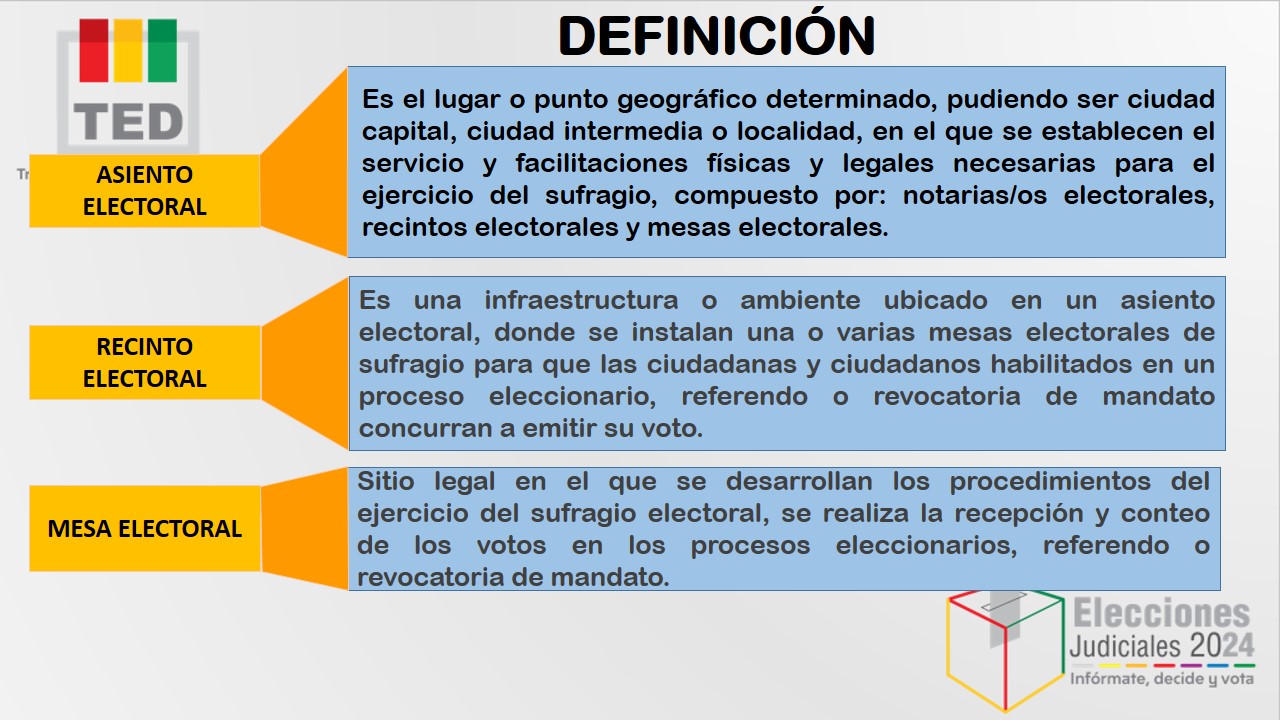 DEFINICIÓN
TED
Tr
ASIENTO
ELECTORAL
Es el lugar o punto geográfico determinado, pudiendo ser ciudad
capital, ciudad intermedia o localidad, en el que se establecen el
servicio y facilitaciones físicas y legales necesarias para el
ejercicio del sufragio, compuesto por: notarias/os electorales,
recintos electorales y mesas electorales.
RECINTO
ELECTORAL
Es una infraestructura o ambiente ubicado en un asiento
electoral, donde se instalan una o varias mesas electorales de
sufragio para que las ciudadanas y ciudadanos habilitados en un
proceso eleccionario, referendo o revocatoria de mandato
concurran a emitir su voto.
MESA ELECTORAL
Sitio legal en el que se desarrollan los procedimientos del
ejercicio del sufragio electoral, se realiza la recepción y conteo
de los votos en los procesos eleccionarios, referendo o
revocatoria de mandato.
Elecciones
Judiciales 2024
Infórmate, decide y vota